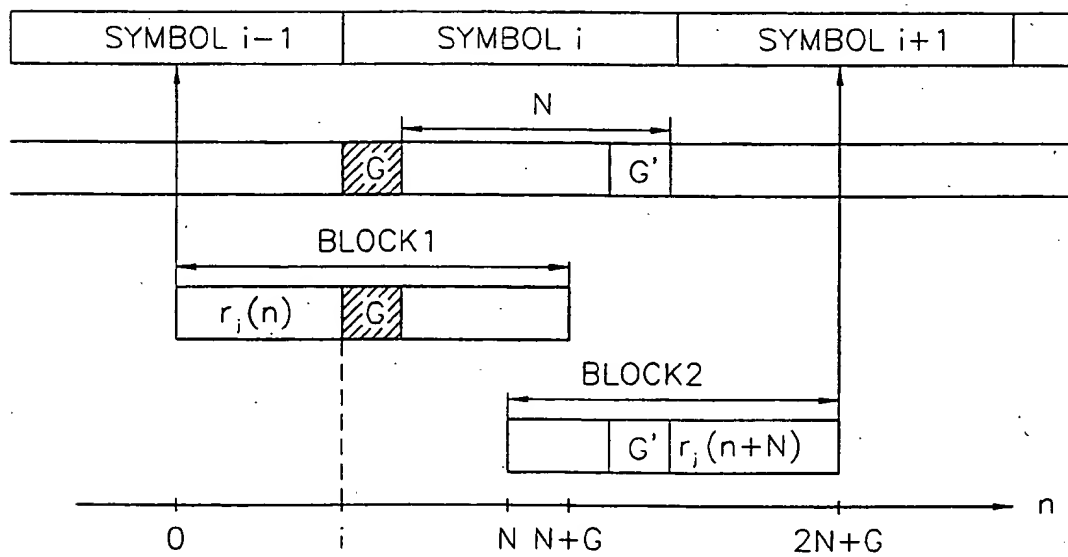 SYMBOL i-1 SYMBOL i SYMBOL i+1
N
G G'
BLOCK1
r_i(n) G
BLOCK2
G' r_i(n+N)
n
0 i N N+G 2N+G